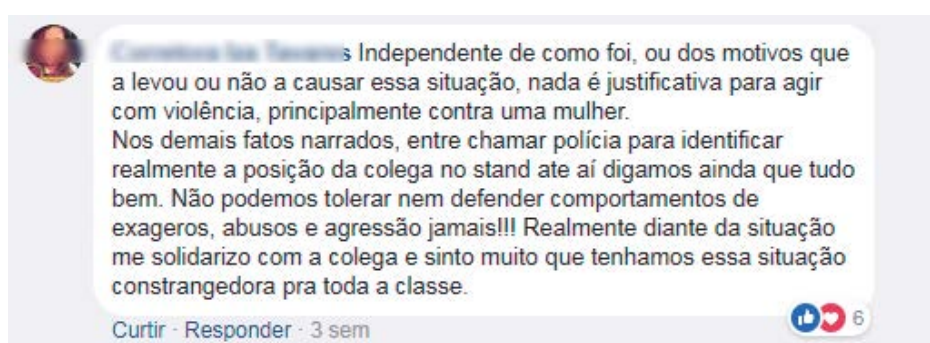 Independente de como foi, ou dos motivos que
a levou ou não a causar essa situação, nada é justificativa para agir
com violência, principalmente contra uma mulher.
Nos demais fatos narrados, entre chamar polícia para identificar
realmente a posição da colega no stand ate aí digamos ainda que tudo
bem. Não podemos tolerar nem defender comportamentos de
exageros, abusos e agressão jamais!!! Realmente diante da situação
me solidarizo com a colega e sinto muito que tenhamos essa situação
constrangedora pra toda a classe.
Curtir · Responder · 3 sem
6